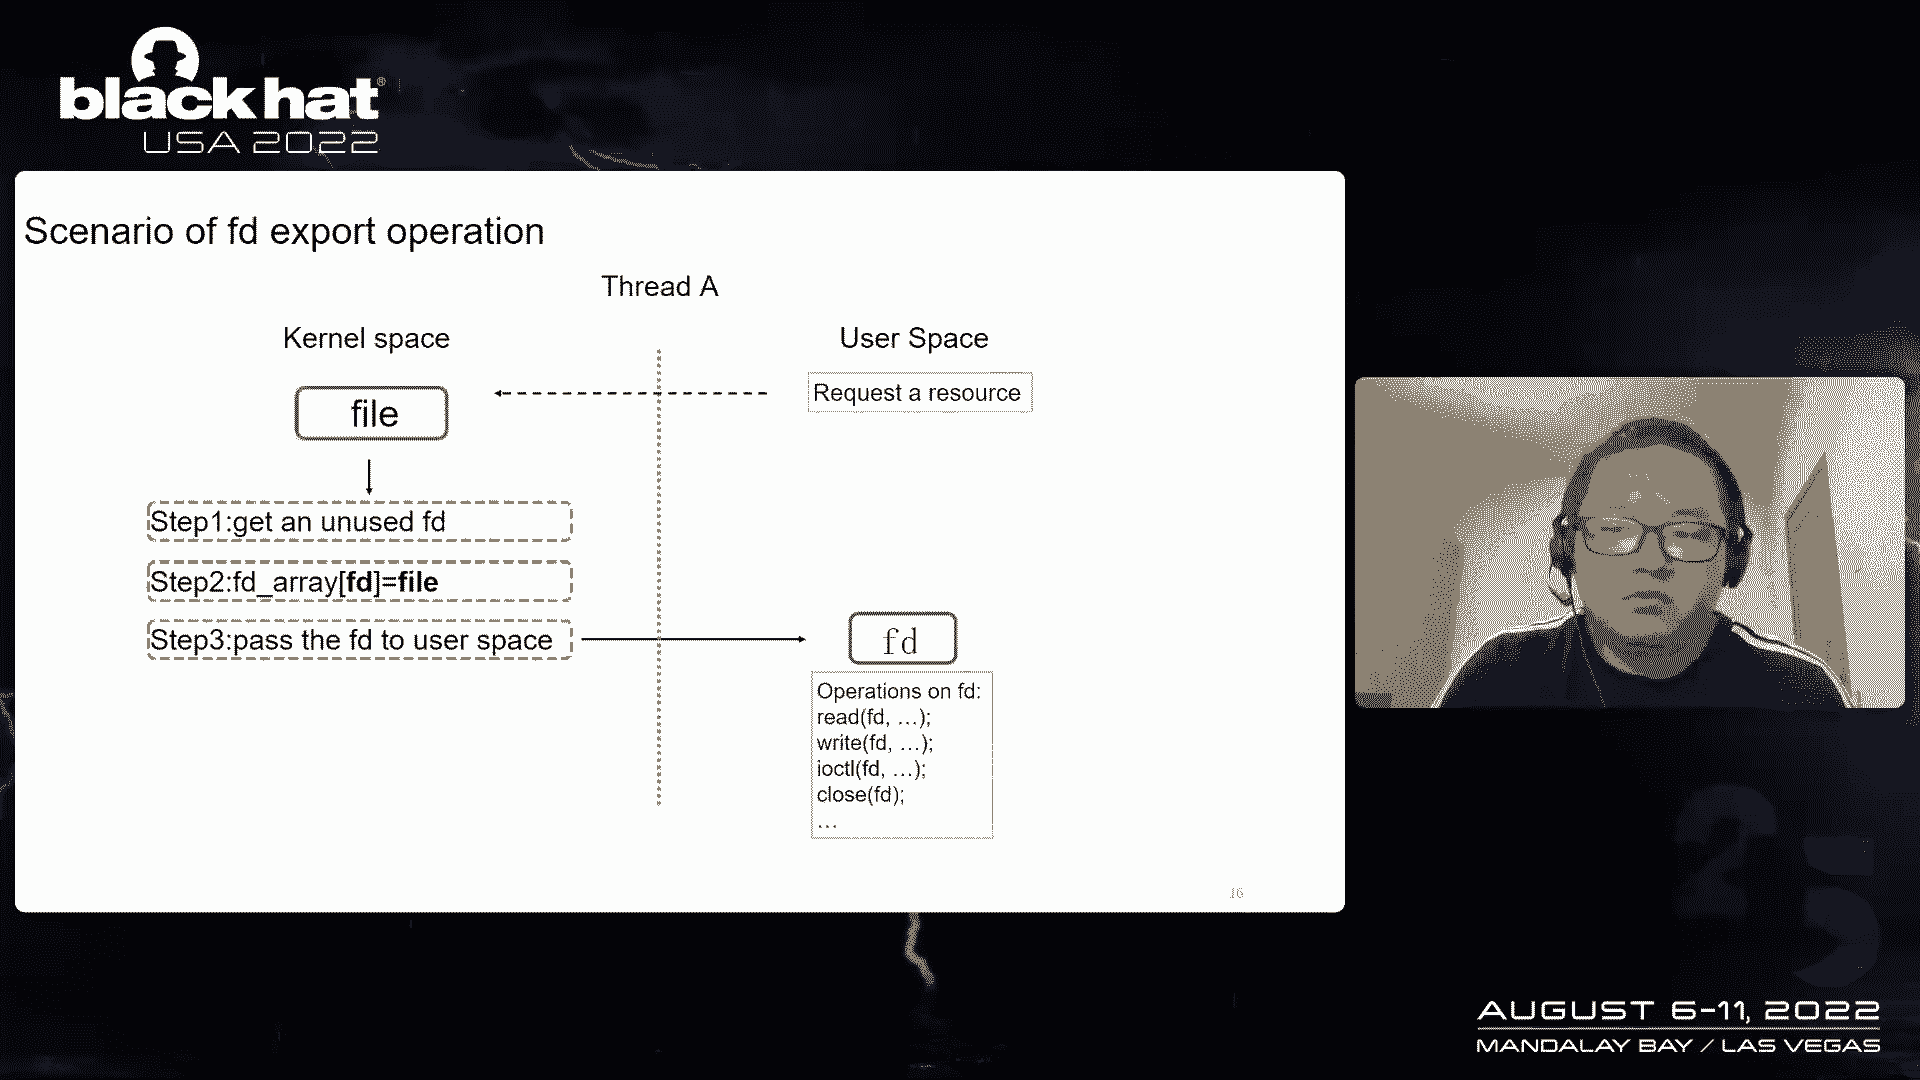 black hat®
USA 2022
Scenario of fd export operation
Thread A
Kernel space
User Space
Request a resource
file
Step1:get an unused fd
Step2:fd_array[fd]=file
Step3:pass the fd to user space
fd
Operations on fd:
read(fd, …);
write(fd, …);
ioctl(fd, …);
close(fd);
…
16
25
AUGUST 6-11, 2022
MANDALAY BAY / LAS VEGAS